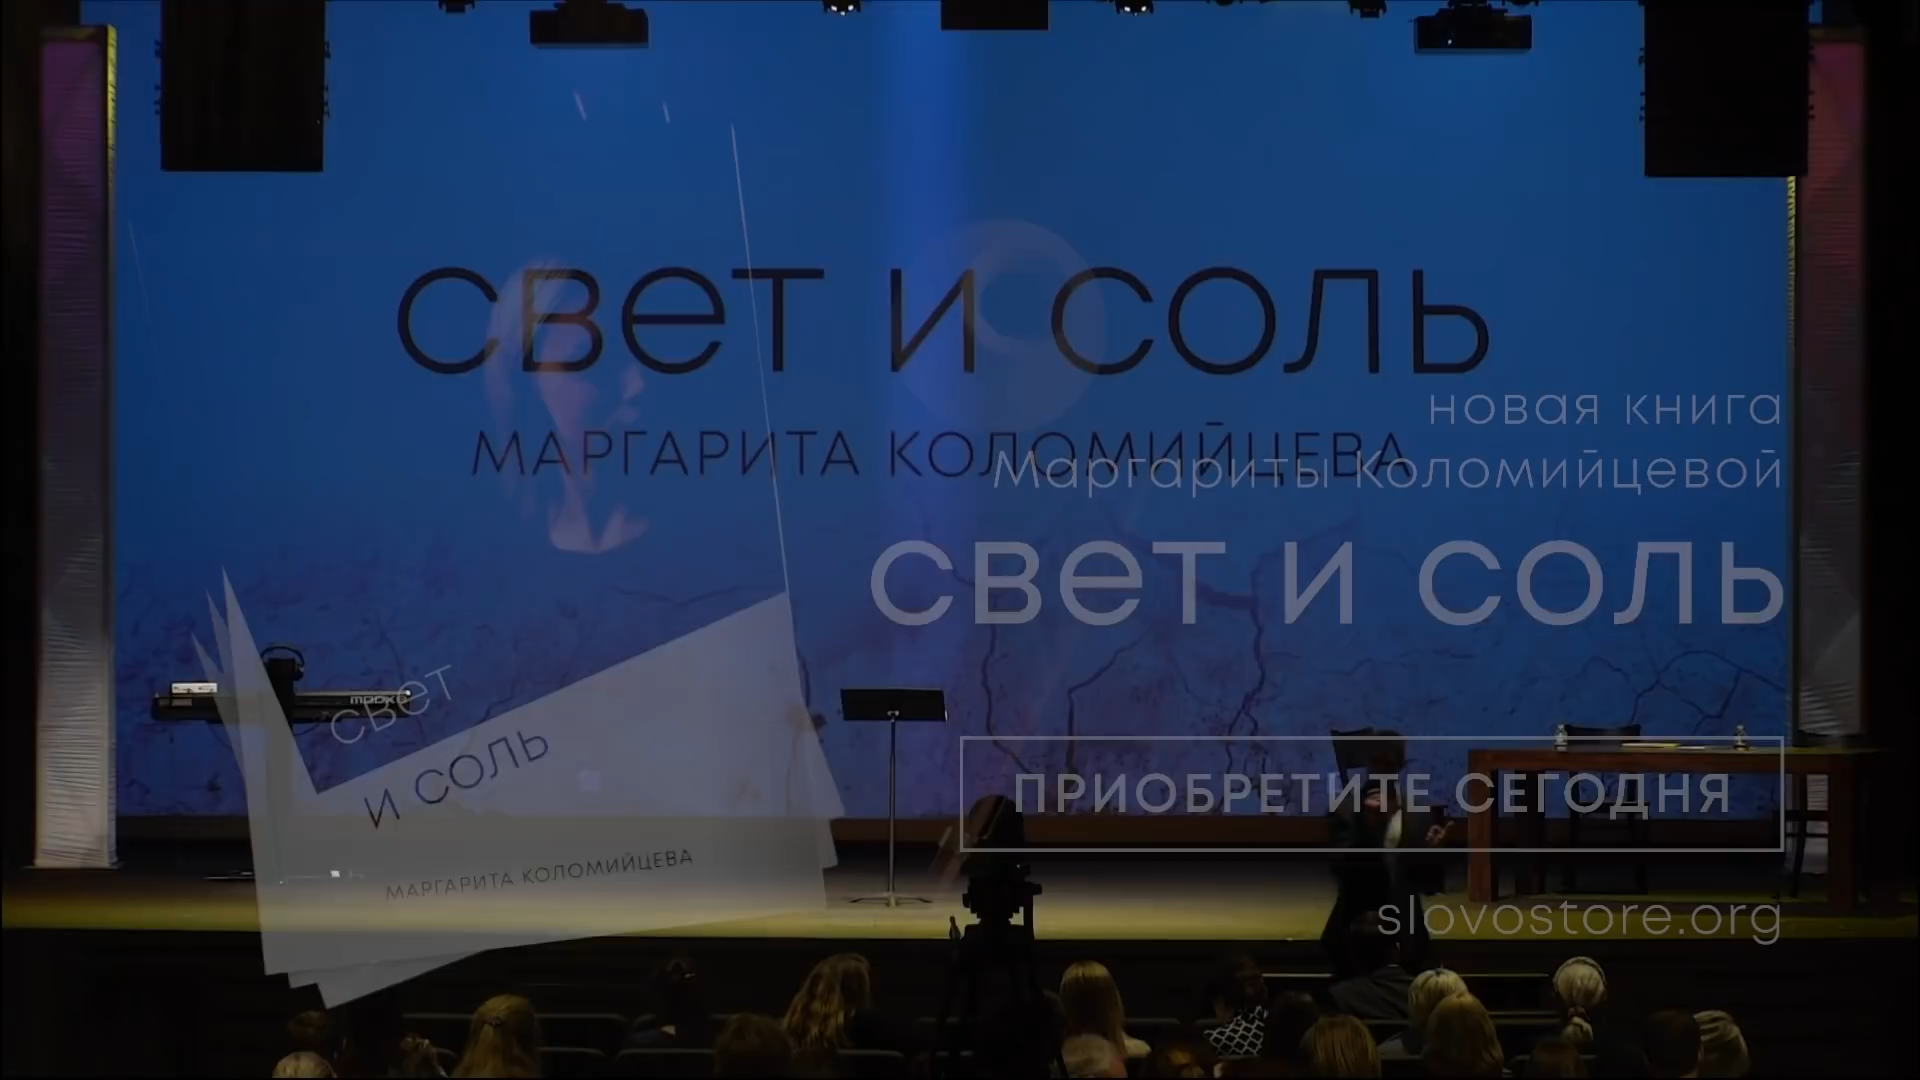 свет и соль
МАРГАРИТА КОЛОМИЙЦЕВА
новая книга
Маргариты Коломийцевой
свет и соль
ПРИОБРЕТИТЕ СЕГОДНЯ
slovostore.org
свет
и соль
МАРГАРИТА КОЛОМИЙЦЕВА